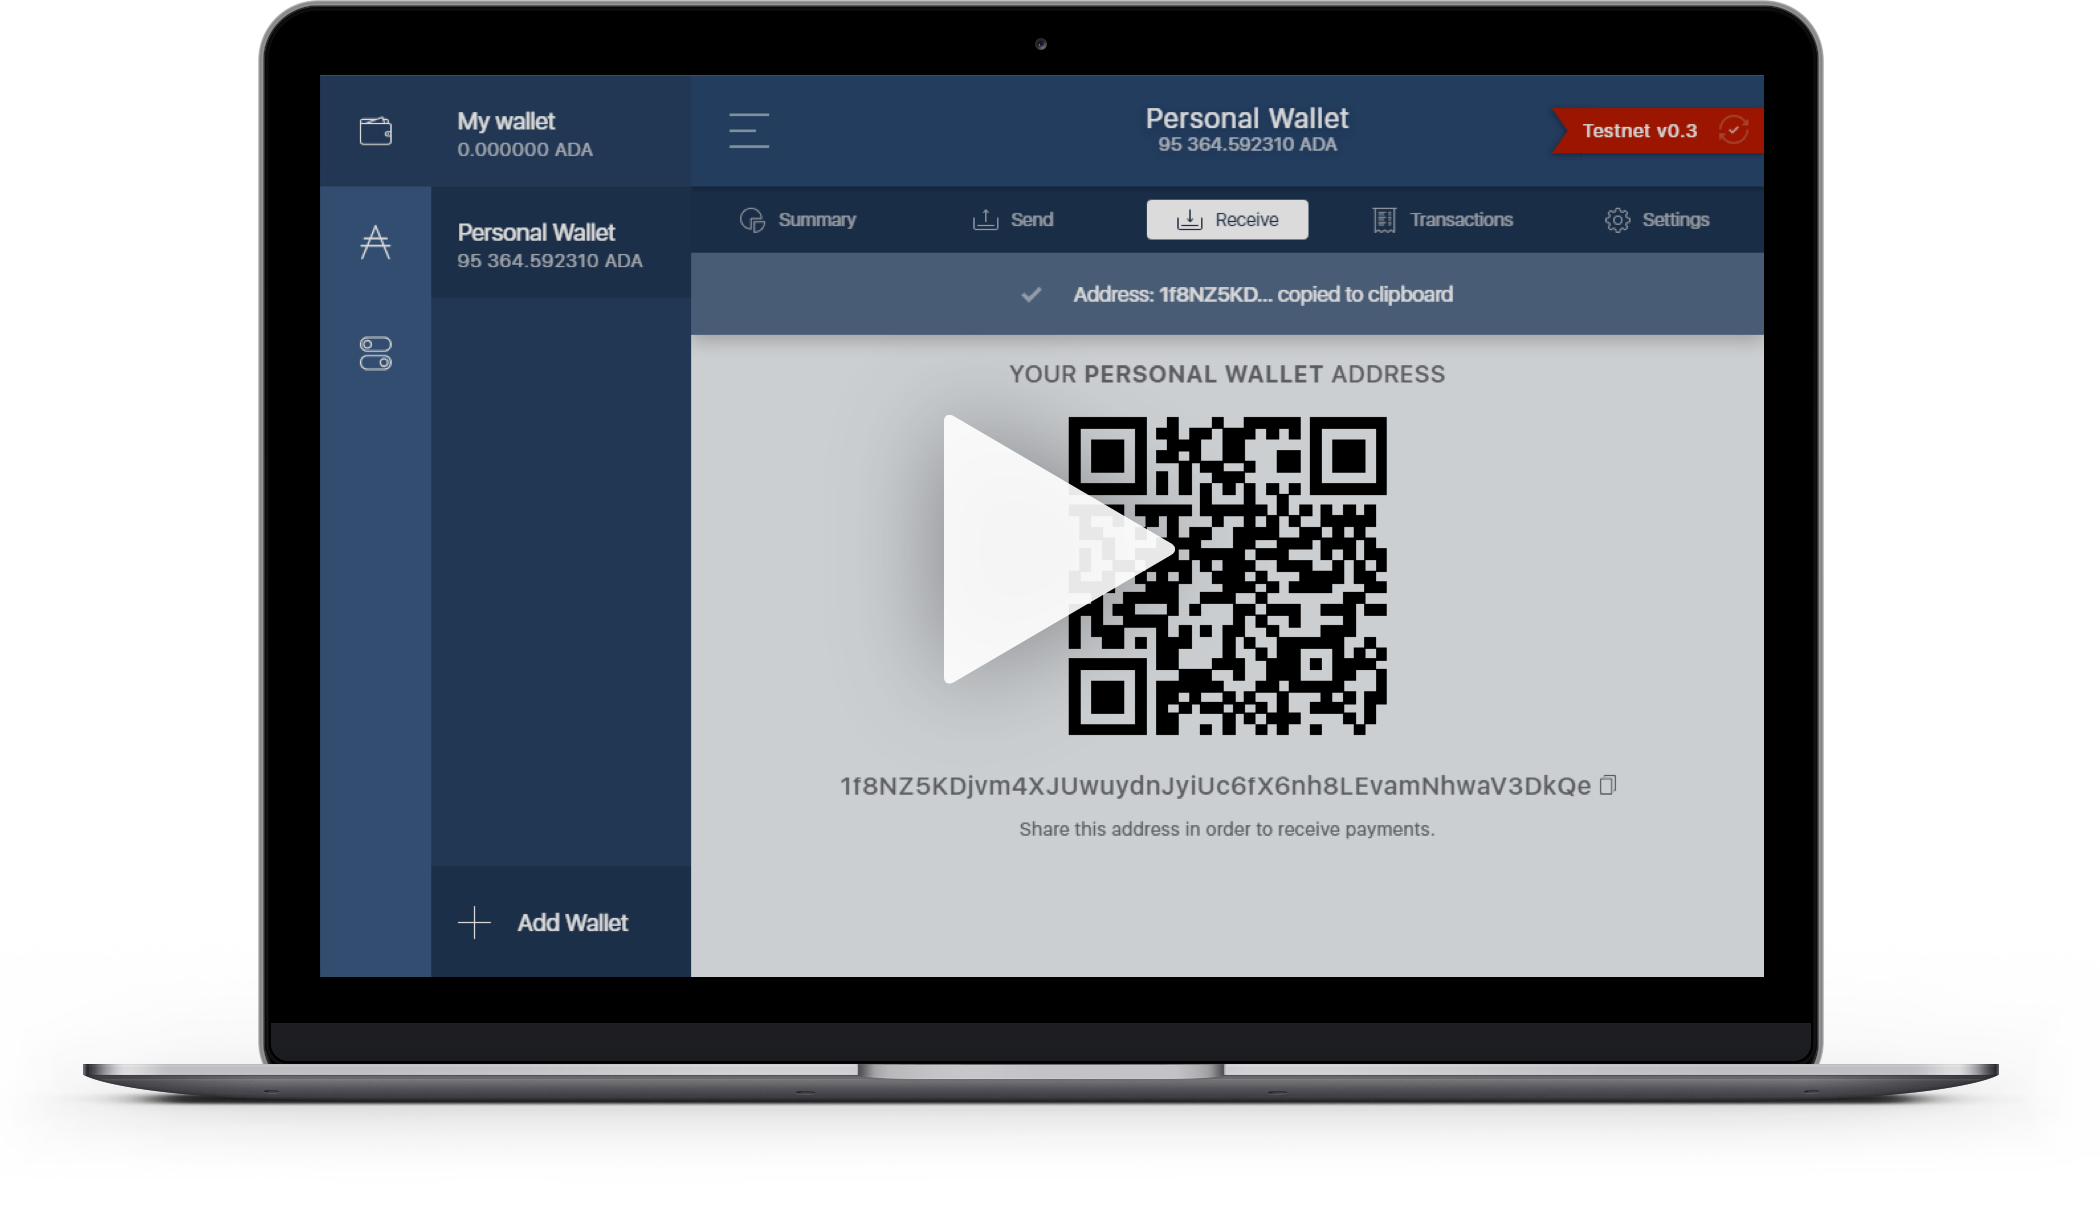 My wallet
0.000000 ADA
Personal Wallet
95 364.592310 ADA
Add Wallet
Personal Wallet
95 364.592310 ADA
Testnet v0.3
Summary
Send
Receive
Transactions
Settings
Address: 1f8NZ5KD... copied to clipboard
YOUR PERSONAL WALLET ADDRESS
1f8NZ5KDjvm4XJUwuydnJyiUc6fX6nh8LEvamNhwaV3DkQe
Share this address in order to receive payments.